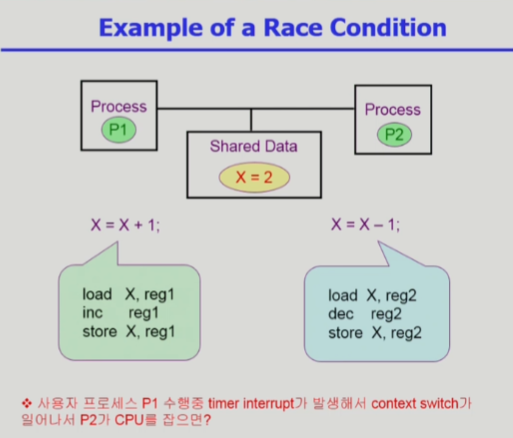 Example of a Race Condition
Process
P1
Process
P2
Shared Data
X = 2
X = X + 1;
X = X – 1;
load X, reg1
inc reg1
store X, reg1
load X, reg2
dec reg2
store X, reg2
❖ 사용자 프로세스 P1 수행중 timer interrupt가 발생해서 context switch가
일어나서 P2가 CPU를 잡으면?